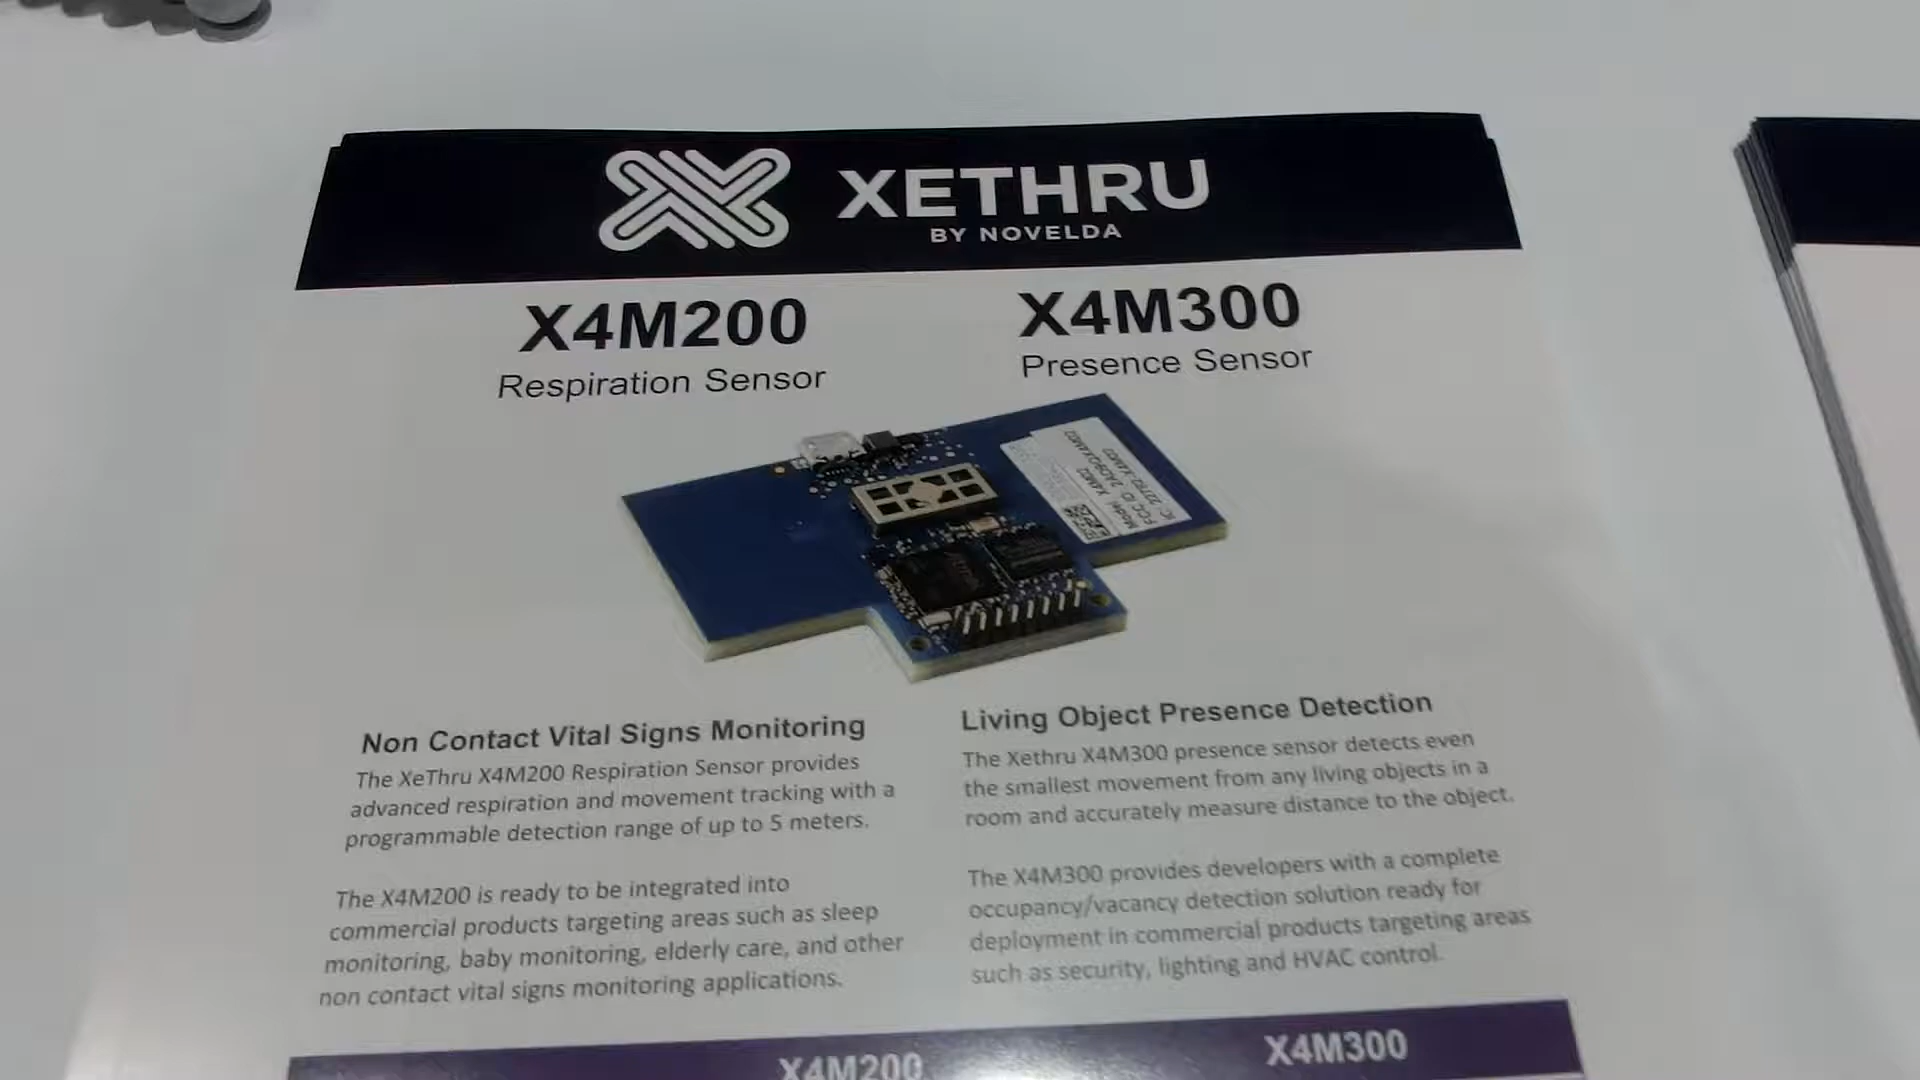 XETHRU
BY NOVELDA
X4M200
Respiration Sensor
X4M300
Presence Sensor
Model X4M02
FCC ID: 2AD9QX4M02
Non Contact Vital Signs Monitoring
The XeThru X4M200 Respiration Sensor provides
advanced respiration and movement tracking with a
programmable detection range of up to 5 meters.
The X4M200 is ready to be integrated into
commercial products targeting areas such as sleep
monitoring, baby monitoring, elderly care, and other
non contact vital signs monitoring applications.
Living Object Presence Detection
The Xethru X4M300 presence sensor detects even
the smallest movement from any living objects in a
room and accurately measure distance to the object.
The X4M300 provides developers with a complete
occupancy/vacancy detection solution ready for
deployment in commercial products targeting areas
such as security, lighting and HVAC control.
X4M200
X4M300